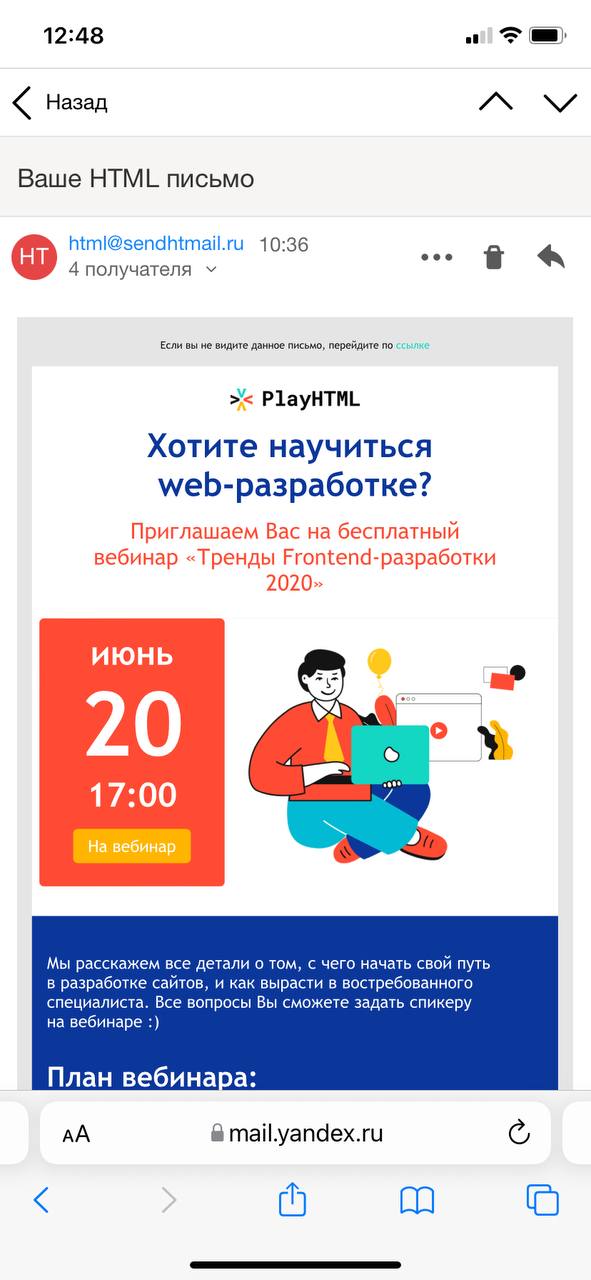 12:48
Назад
Ваше HTML письмо
HT
html@sendhtmail.ru 10:36
4 получателя
Если вы не видите данное письмо, перейдите по ссылке
PlayHTML
Хотите научиться
web-разработке?
Приглашаем Вас на бесплатный
вебинар «Тренды Frontend-разработки
2020»
ИЮНЬ
20
17:00
На вебинар
Мы расскажем все детали о том, с чего начать свой путь
в разработке сайтов, и как вырасти в востребованного
специалиста. Все вопросы Вы сможете задать спикеру
на вебинаре :)
План вебинара:
AA mail.yandex.ru